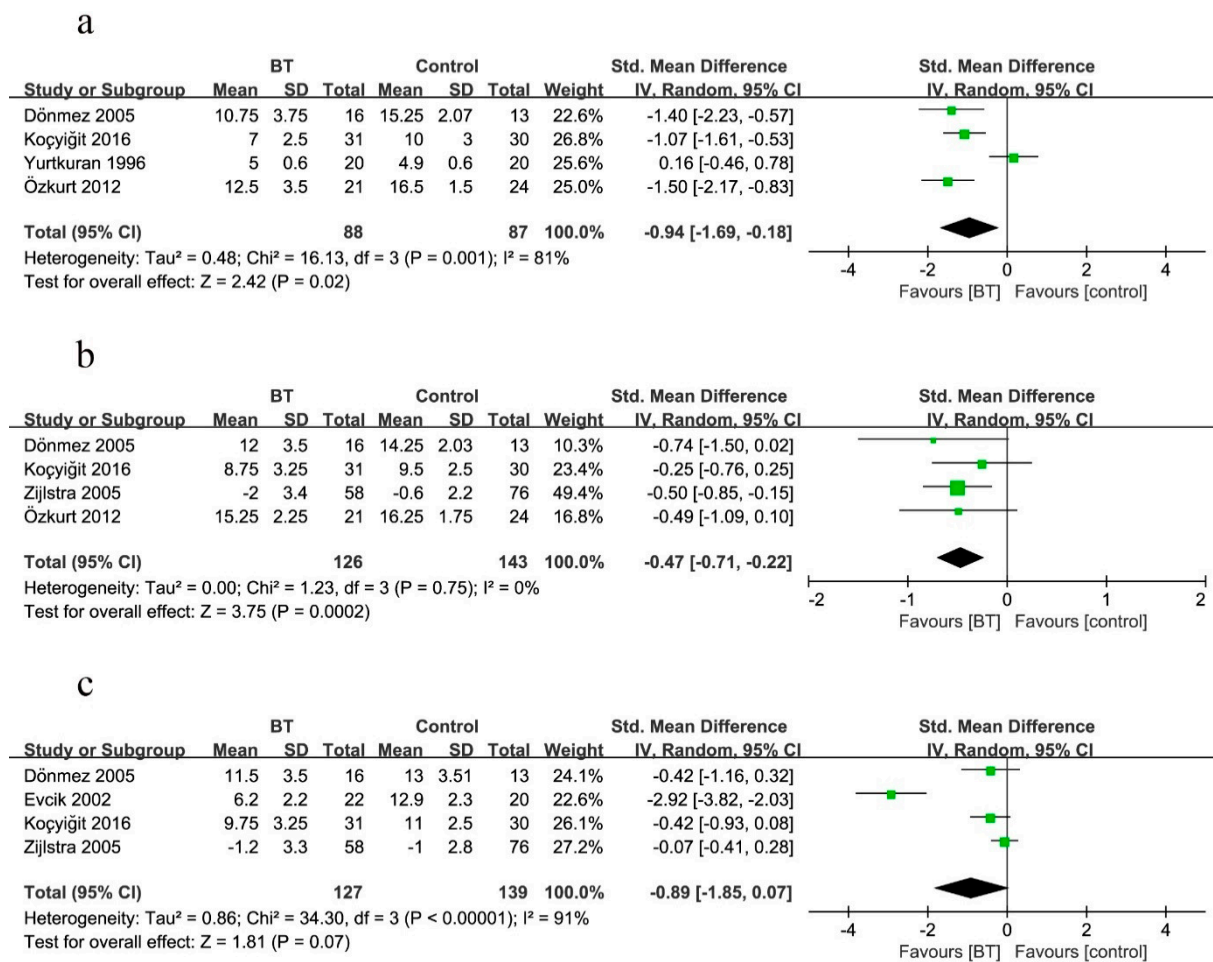 a
BT Control Std. Mean Difference Std. Mean Difference
Study or Subgroup Mean SD Total Mean SD Total Weight IV, Random, 95% CI IV, Random, 95% CI
Dönmez 2005 10.75 3.75 16 15.25 2.07 13 22.6% -1.40 [-2.23, -0.57]
Koçyiğit 2016 7 2.5 31 10 3 30 26.8% -1.07 [-1.61, -0.53]
Yurtkuran 1996 5 0.6 20 4.9 0.6 20 25.6% 0.16 [-0.46, 0.78]
Özkurt 2012 12.5 3.5 21 16.5 1.5 24 25.0% -1.50 [-2.17, -0.83]
Total (95% CI) 88 87 100.0% -0.94 [-1.69, -0.18]
Heterogeneity: Tau² = 0.48; Chi² = 16.13, df = 3 (P = 0.001); I² = 81%
Test for overall effect: Z = 2.42 (P = 0.02)
-4 -2 0 2 4
Favours [BT] Favours [control]
b
BT Control Std. Mean Difference Std. Mean Difference
Study or Subgroup Mean SD Total Mean SD Total Weight IV, Random, 95% CI IV, Random, 95% CI
Dönmez 2005 12 3.5 16 14.25 2.03 13 10.3% -0.74 [-1.50, 0.02]
Koçyiğit 2016 8.75 3.25 31 9.5 2.5 30 23.4% -0.25 [-0.76, 0.25]
Zijlstra 2005 -2 3.4 58 -0.6 2.2 76 49.4% -0.50 [-0.85, -0.15]
Özkurt 2012 15.25 2.25 21 16.25 1.75 24 16.8% -0.49 [-1.09, 0.10]
Total (95% CI) 126 143 100.0% -0.47 [-0.71, -0.22]
Heterogeneity: Tau² = 0.00; Chi² = 1.23, df = 3 (P = 0.75); I² = 0%
Test for overall effect: Z = 3.75 (P = 0.0002)
-2 -1 0 1 2
Favours [BT] Favours [control]
c
BT Control Std. Mean Difference Std. Mean Difference
Study or Subgroup Mean SD Total Mean SD Total Weight IV, Random, 95% CI IV, Random, 95% CI
Dönmez 2005 11.5 3.5 16 13 3.51 13 24.1% -0.42 [-1.16, 0.32]
Evcik 2002 6.2 2.2 22 12.9 2.3 20 22.6% -2.92 [-3.82, -2.03]
Koçyiğit 2016 9.75 3.25 31 11 2.5 30 26.1% -0.42 [-0.93, 0.08]
Zijlstra 2005 -1.2 3.3 58 -1 2.8 76 27.2% -0.07 [-0.41, 0.28]
Total (95% CI) 127 139 100.0% -0.89 [-1.85, 0.07]
Heterogeneity: Tau² = 0.86; Chi² = 34.30, df = 3 (P < 0.00001); I² = 91%
Test for overall effect: Z = 1.81 (P = 0.07)
-4 -2 0 2 4
Favours [BT] Favours [control]